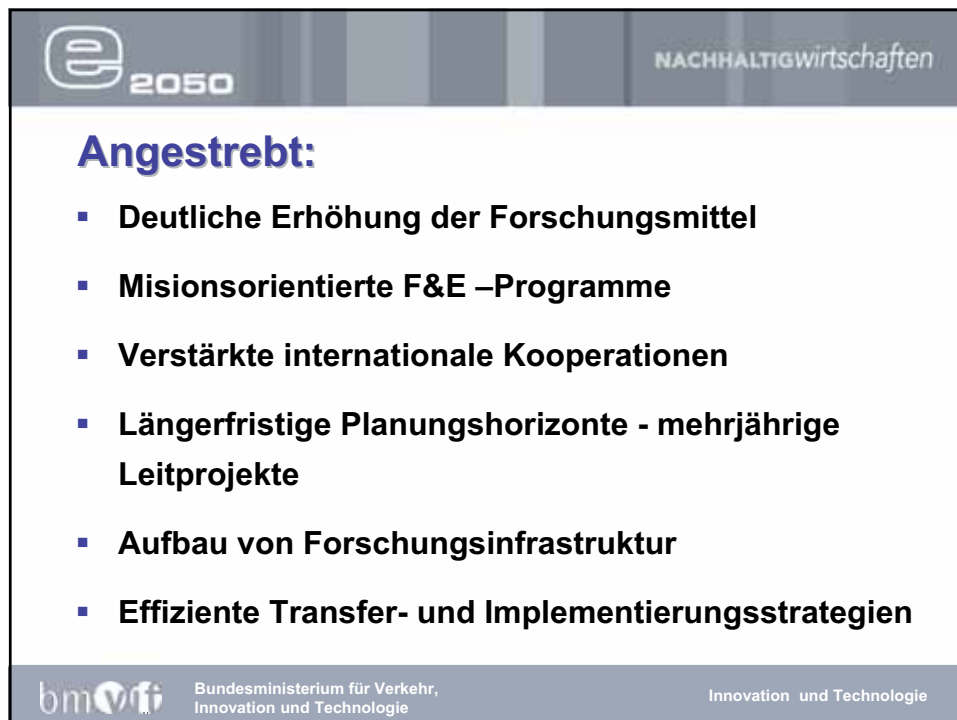 e 2050
NACHHALTIGwirtschaften
Angestrebt:
▪ Deutliche Erhöhung der Forschungsmittel
▪ Misionsorientierte F&E –Programme
▪ Verstärkte internationale Kooperationen
▪ Längerfristige Planungshorizonte - mehrjährige
Leitprojekte
▪ Aufbau von Forschungsinfrastruktur
▪ Effiziente Transfer- und Implementierungsstrategien
bmvit
Bundesministerium für Verkehr,
Innovation und Technologie
Innovation und Technologie